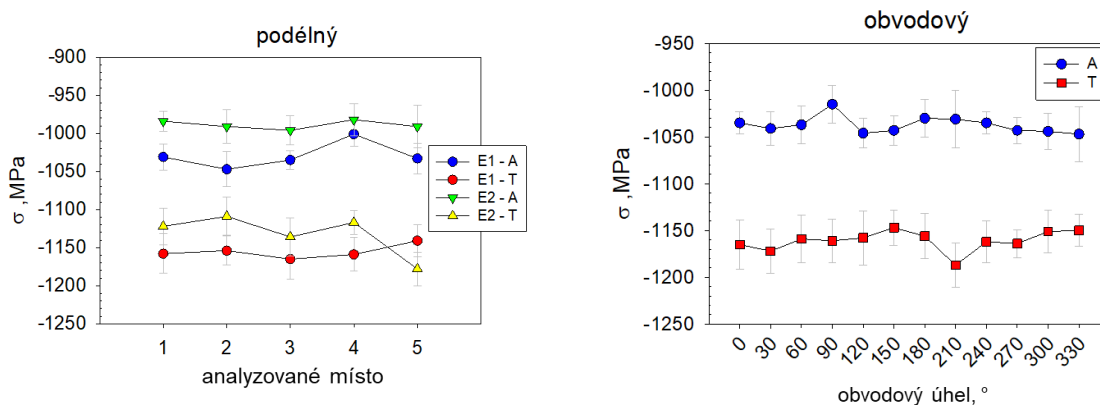 podélný
-900
-950
-1000
-1050
-1100
-1150
-1200
-1250
σ ,MPa
1 2 3 4 5
analyzované místo
E1 - A
E1 - T
E2 - A
E2 - T
obvodový
-950
-1000
-1050
-1100
-1150
-1200
-1250
σ ,MPa
0 30 60 90 120 150 180 210 240 270 300 330
obvodový úhel, °
A
T